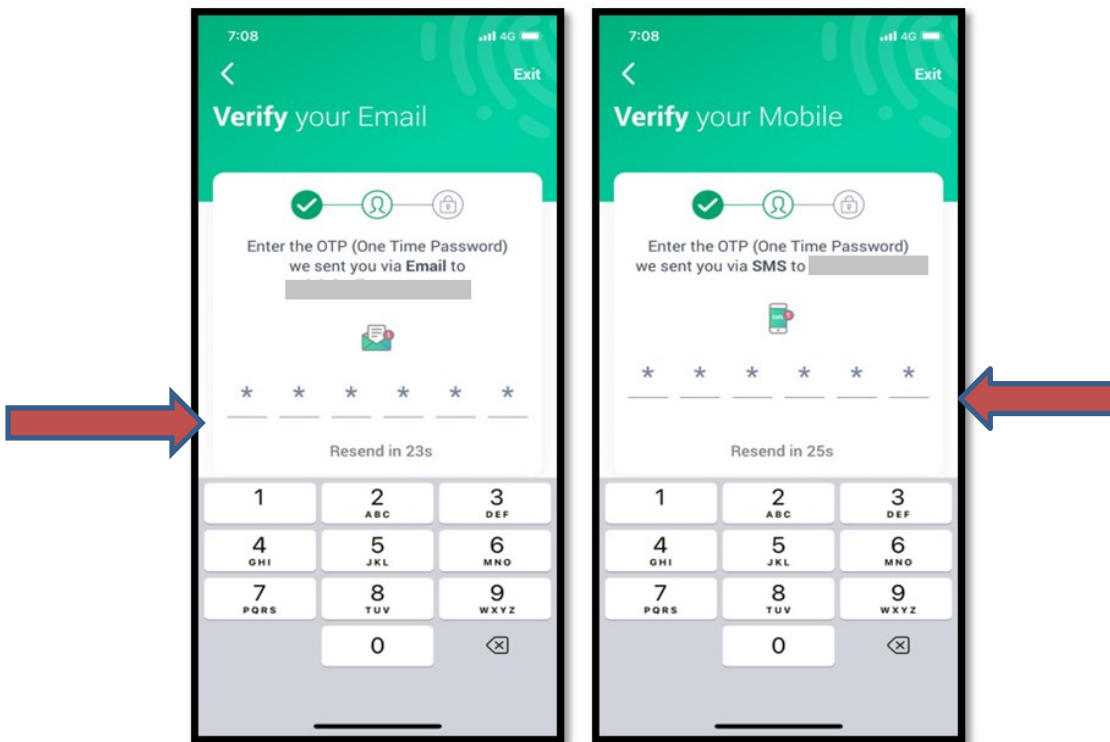 7:08
4G
Exit
Verify your Email
Enter the OTP (One Time Password)
we sent you via Email to
* * * * * *
Resend in 23s
1
2
ABC
3
DEF
4
GHI
5
JKL
6
MNO
7
PQRS
8
TUV
9
WXYZ
0
7:08
4G
Exit
Verify your Mobile
Enter the OTP (One Time Password)
we sent you via SMS to
* * * * * *
Resend in 25s
1
2
ABC
3
DEF
4
GHI
5
JKL
6
MNO
7
PQRS
8
TUV
9
WXYZ
0